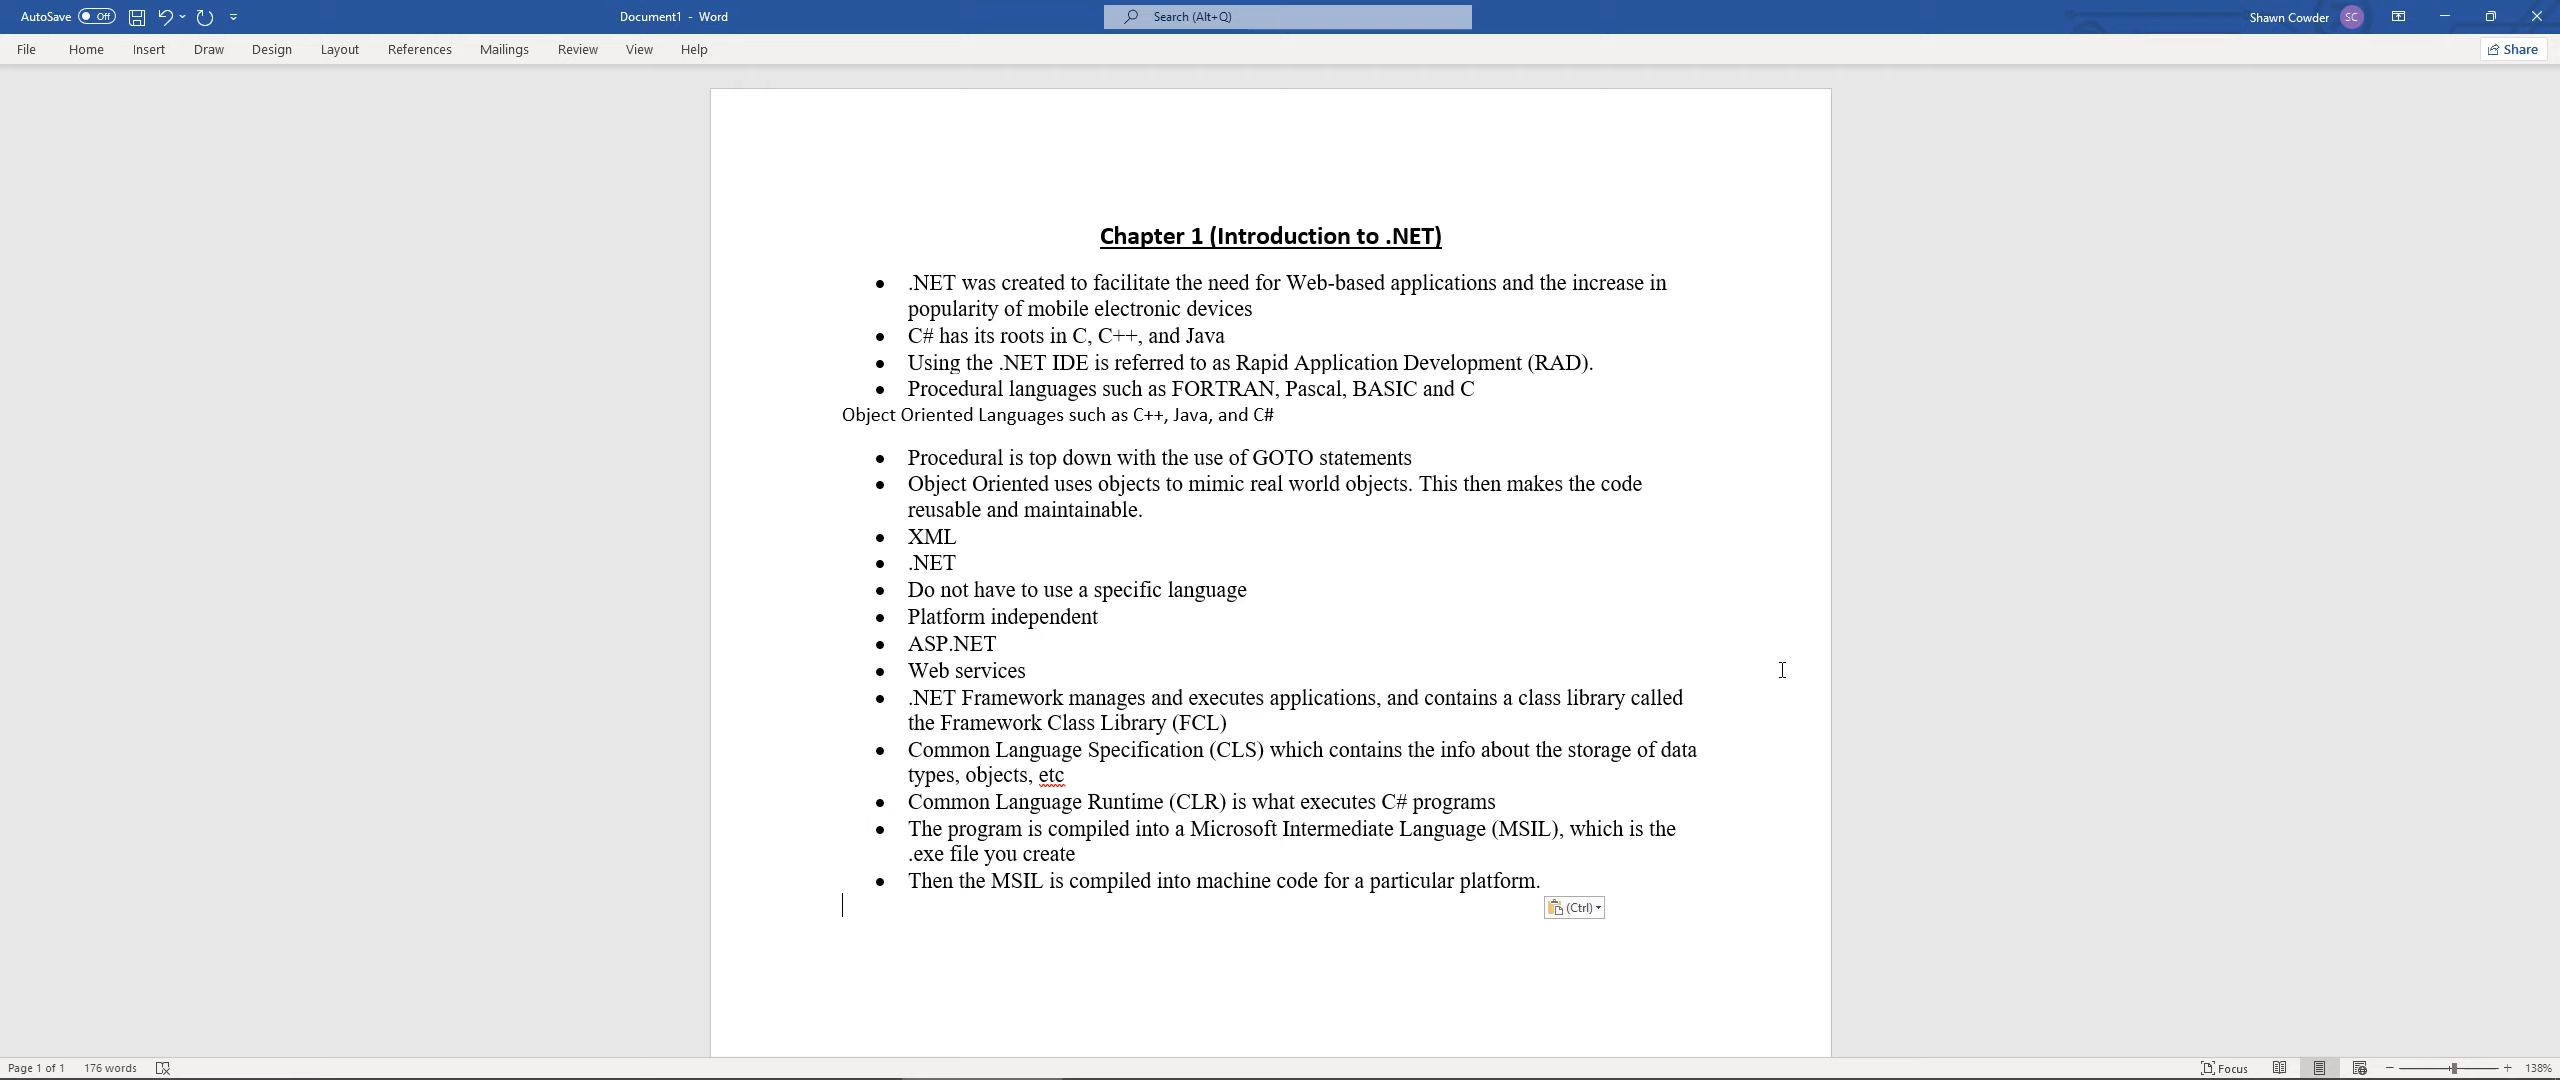 AutoSave Off Document1 - Word Search (Alt+Q) Shawn Cowder SC
File Home Insert Draw Design Layout References Mailings Review View Help Share
Chapter 1 (Introduction to .NET)
• .NET was created to facilitate the need for Web-based applications and the increase in
popularity of mobile electronic devices
• C# has its roots in C, C++, and Java
• Using the .NET IDE is referred to as Rapid Application Development (RAD).
• Procedural languages such as FORTRAN, Pascal, BASIC and C
Object Oriented Languages such as C++, Java, and C#
• Procedural is top down with the use of GOTO statements
• Object Oriented uses objects to mimic real world objects. This then makes the code
reusable and maintainable.
• XML
• .NET
• Do not have to use a specific language
• Platform independent
• ASP.NET
• Web services
• .NET Framework manages and executes applications, and contains a class library called
the Framework Class Library (FCL)
• Common Language Specification (CLS) which contains the info about the storage of data
types, objects, etc
• Common Language Runtime (CLR) is what executes C# programs
• The program is compiled into a Microsoft Intermediate Language (MSIL), which is the
.exe file you create
• Then the MSIL is compiled into machine code for a particular platform.
(Ctrl)
Page 1 of 1 176 words Focus 138%